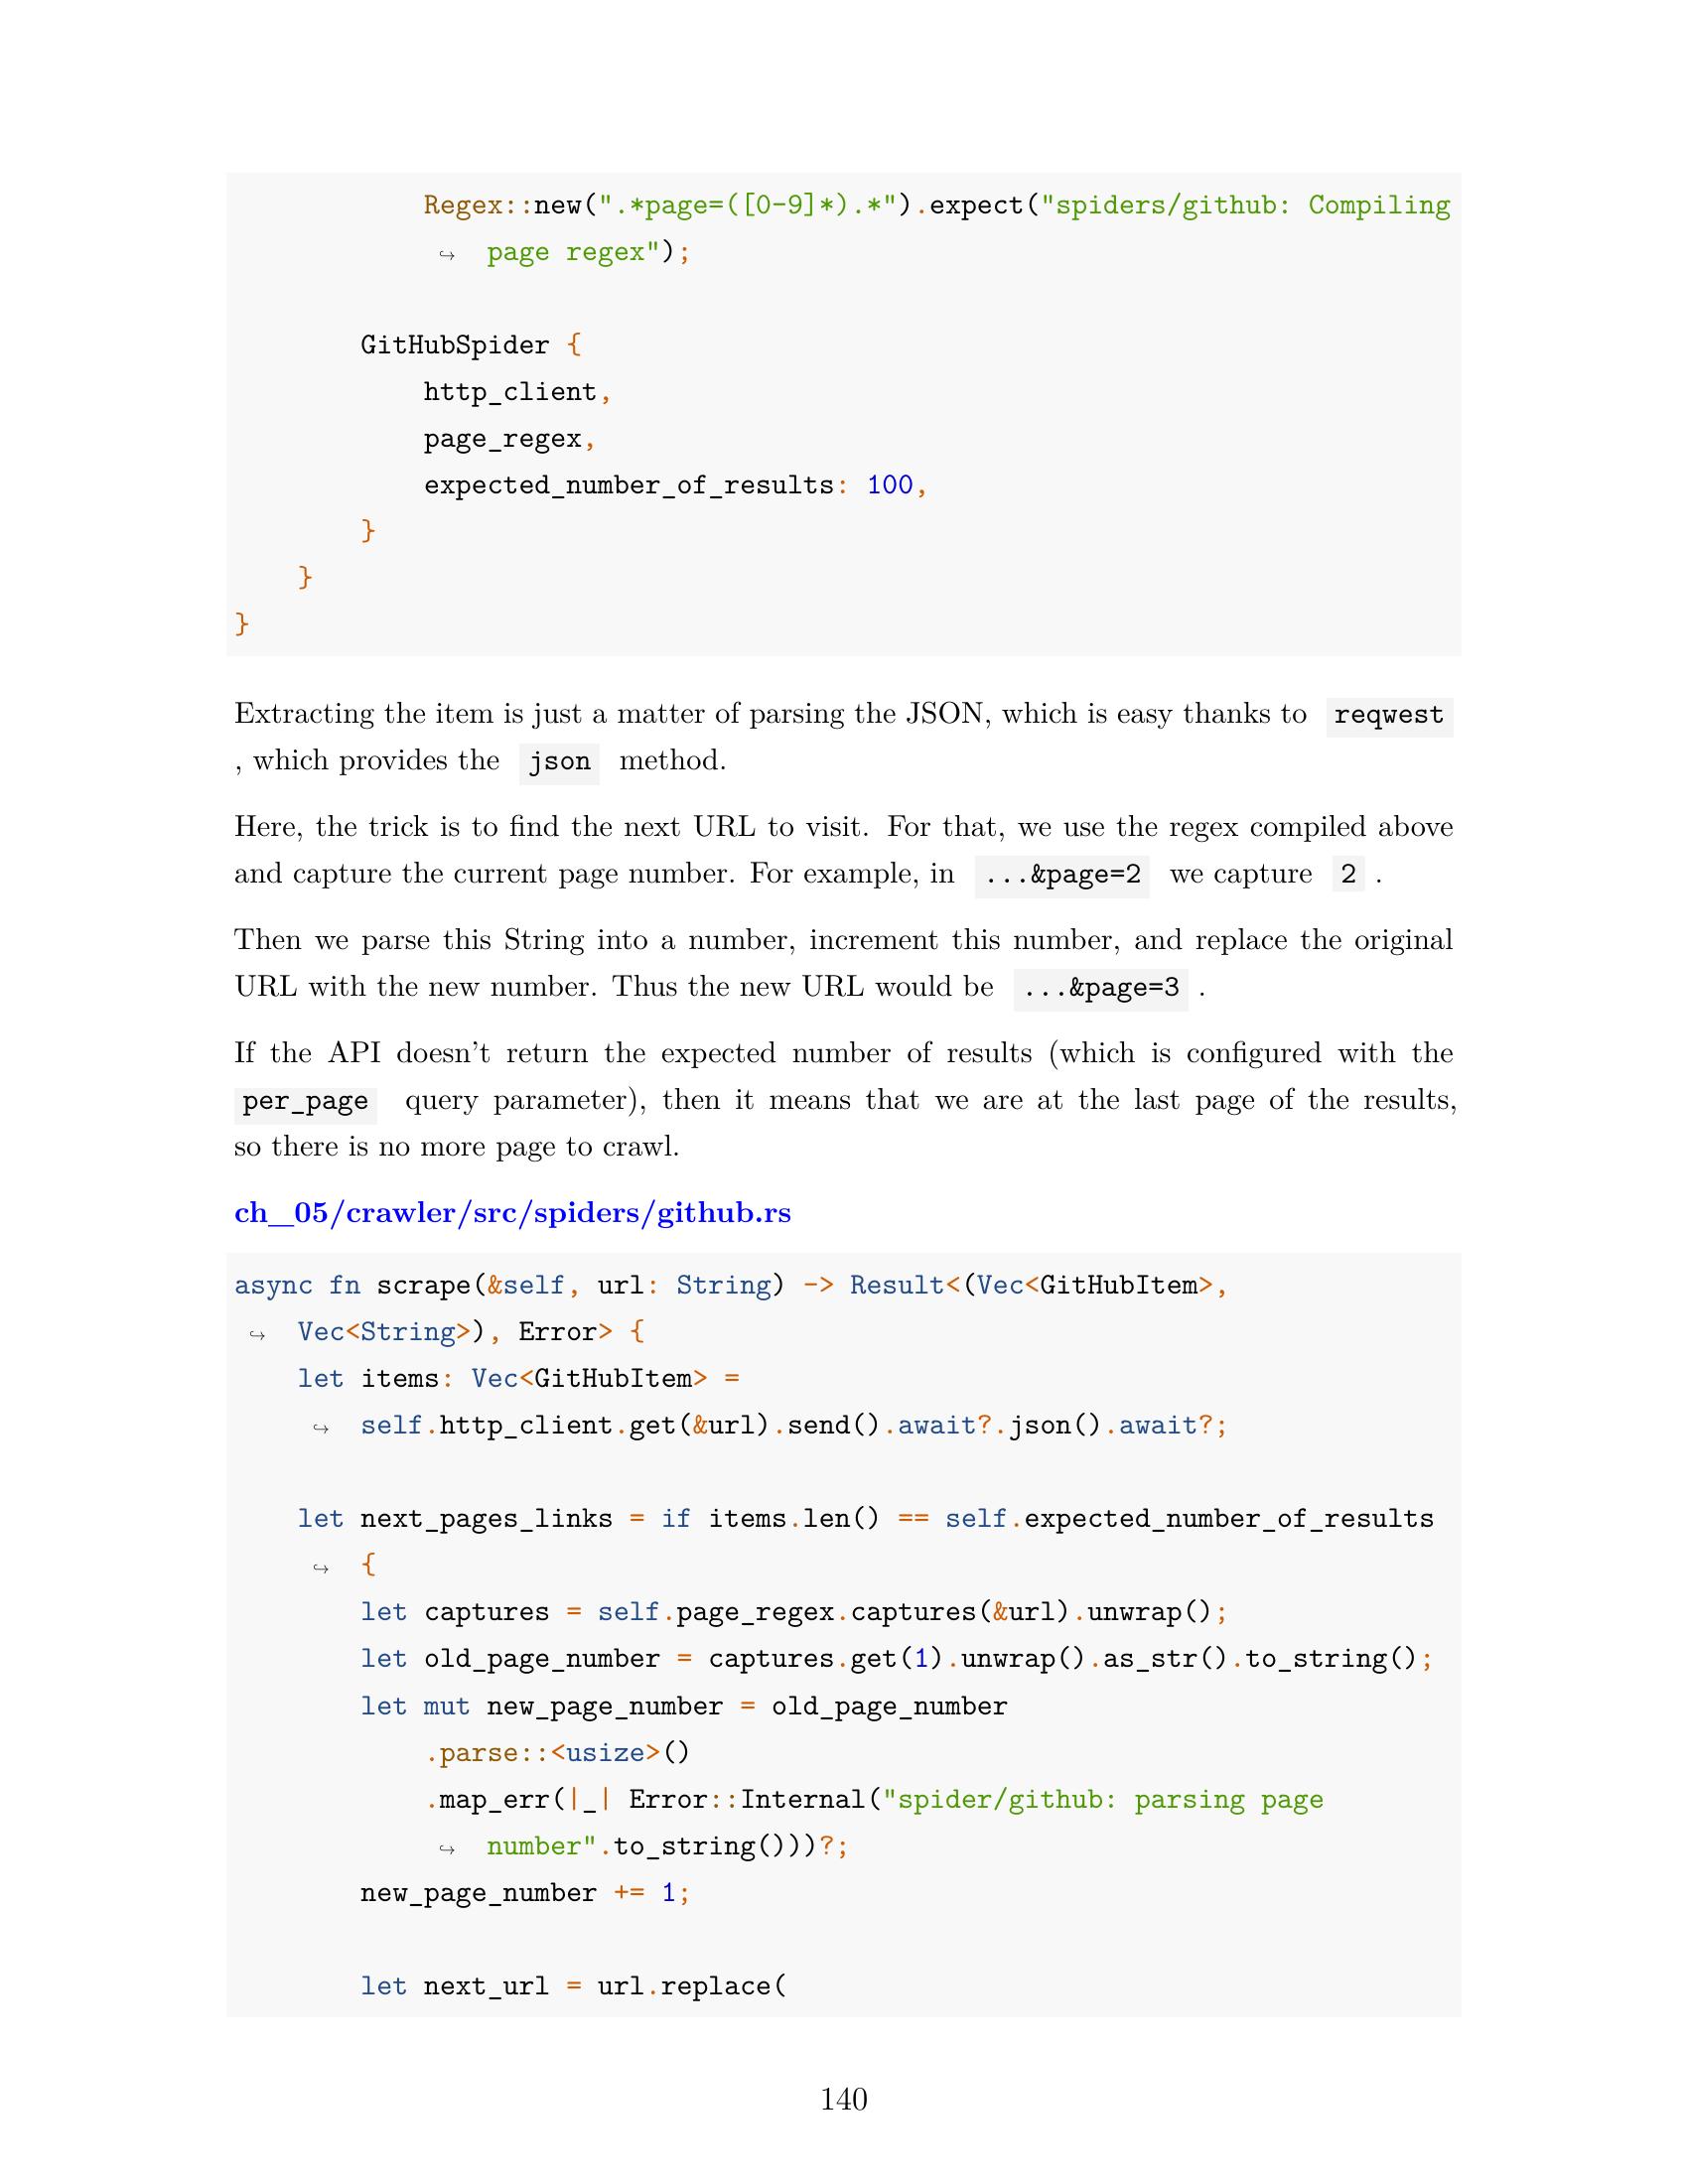 Regex::new(".*page=([0-9]*).*").expect("spiders/github: Compiling
            ↪  page regex");

        GitHubSpider {
            http_client,
            page_regex,
            expected_number_of_results: 100,
        }
    }
}
Extracting the item is just a matter of parsing the JSON, which is easy thanks to reqwest
, which provides the json method.
Here, the trick is to find the next URL to visit. For that, we use the regex compiled above
and capture the current page number. For example, in ...&page=2 we capture 2 .
Then we parse this String into a number, increment this number, and replace the original
URL with the new number. Thus the new URL would be ...&page=3 .
If the API doesn't return the expected number of results (which is configured with the
per_page query parameter), then it means that we are at the last page of the results,
so there is no more page to crawl.
ch_05/crawler/src/spiders/github.rs
async fn scrape(&self, url: String) -> Result<(Vec<GitHubItem>,
↪  Vec<String>), Error> {
    let items: Vec<GitHubItem> =
    ↪  self.http_client.get(&url).send().await?.json().await?;

    let next_pages_links = if items.len() == self.expected_number_of_results
    ↪  {
        let captures = self.page_regex.captures(&url).unwrap();
        let old_page_number = captures.get(1).unwrap().as_str().to_string();
        let mut new_page_number = old_page_number
            .parse::<usize>()
            .map_err(|_| Error::Internal("spider/github: parsing page
            ↪  number".to_string()))?;
        new_page_number += 1;

        let next_url = url.replace(
140